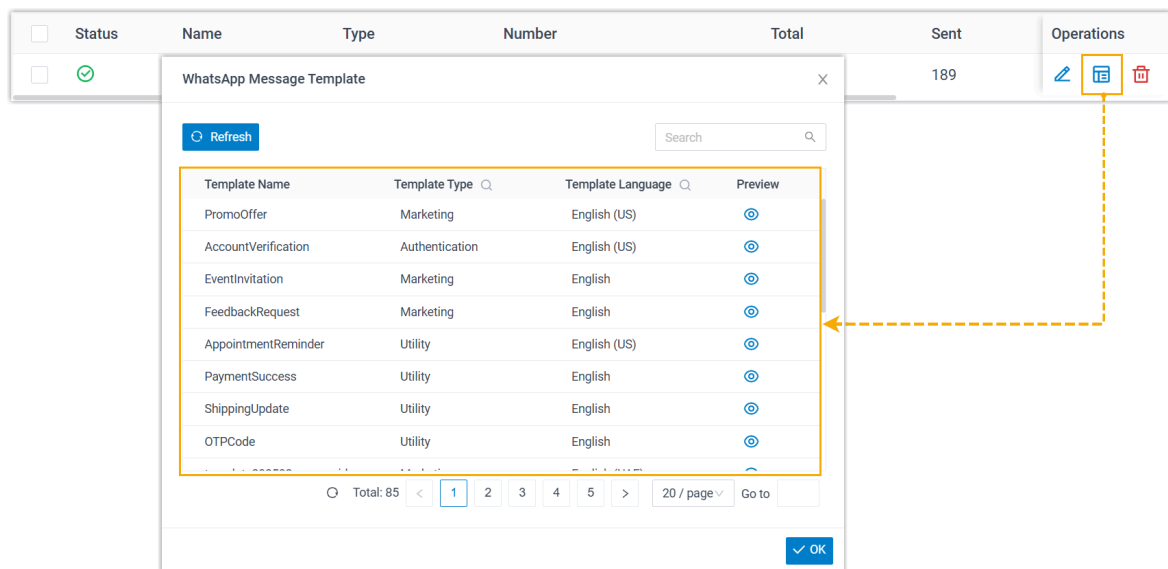 Status Name Type Number Total Sent Operations
189
WhatsApp Message Template
Refresh
Search
Template Name Template Type Template Language Preview
PromoOffer Marketing English (US)
AccountVerification Authentication English (US)
EventInvitation Marketing English
FeedbackRequest Marketing English
AppointmentReminder Utility English (US)
PaymentSuccess Utility English
ShippingUpdate Utility English
OTPCode Utility English
Total: 85 < 1 2 3 4 5 > 20 / page Go to
OK